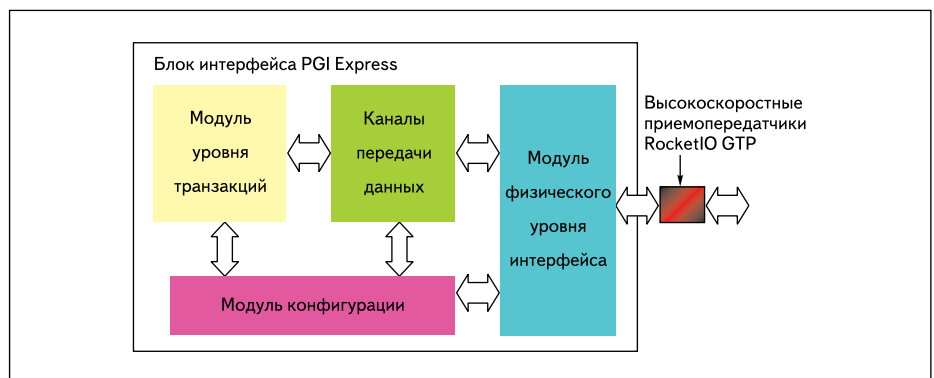 Блок интерфейса PGI Express
Модуль
уровня
транзакций
Каналы
передачи
данных
Модуль
физического
уровня
интерфейса
Модуль конфигурации
Высокоскоростные
приемопередатчики
RocketIO GTP